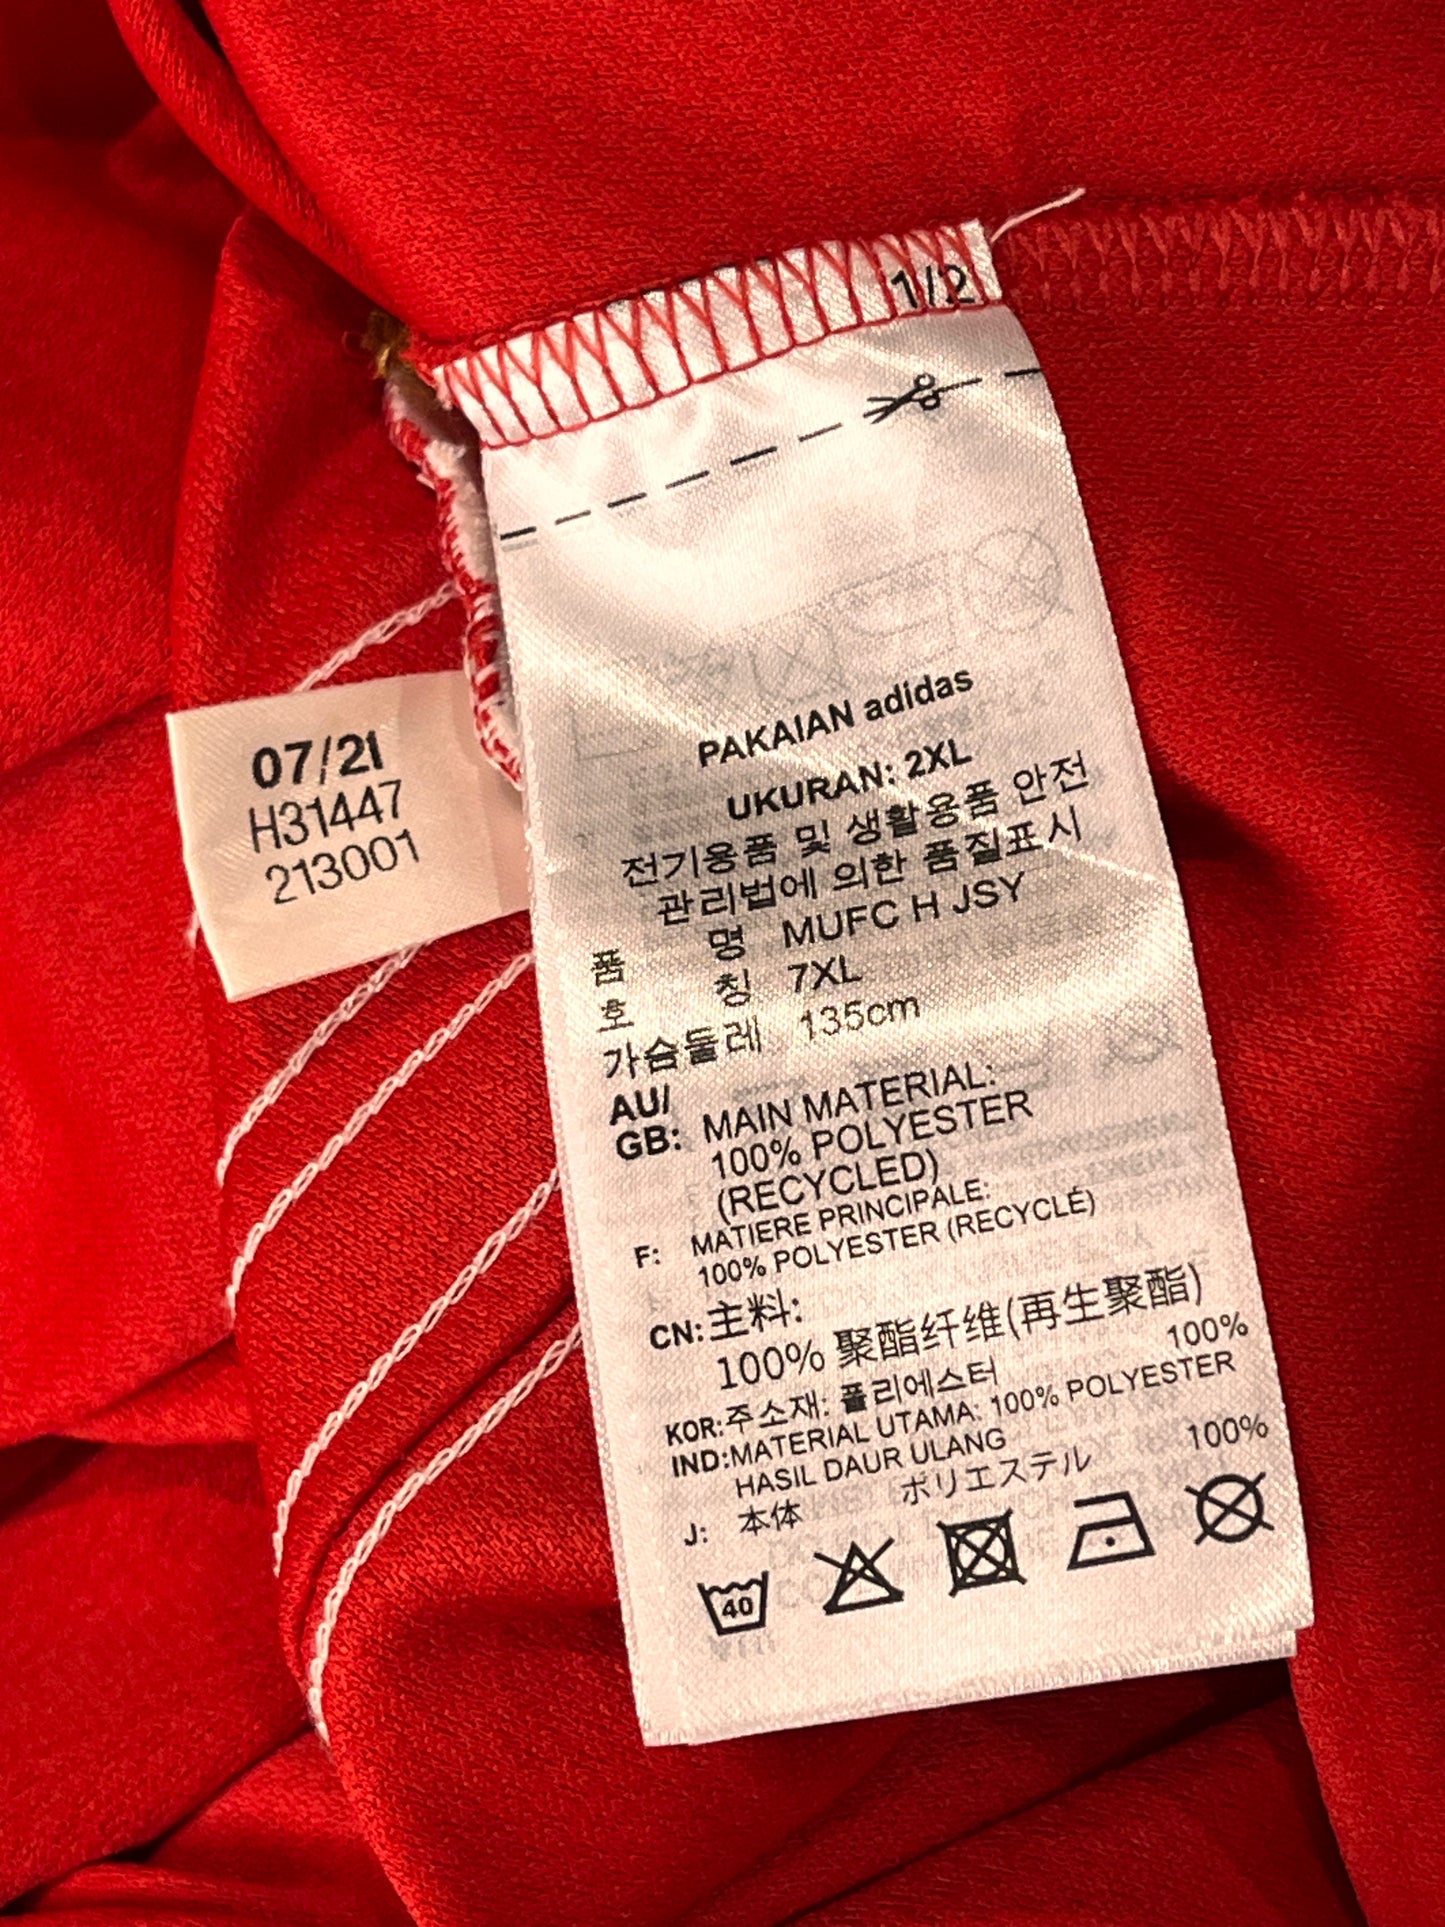 1/2
07/21
H31447
213001
PAKAIAN adidas
UKURAN: 2XL
전기용품 및 생활용품 안전
관리법에 의한 품질표시
품 명 MUFC H JSY
호 칭 7XL
가슴둘레 135cm
AU/
GB: MAIN MATERIAL:
100% POLYESTER
(RECYCLED)
F: MATIERE PRINCIPALE:
100% POLYESTER (RECYCLÉ)
CN: 主料:
100% 聚酯纤维(再生聚酯)
KOR: 주소재: 폴리에스터 100%
IND: MATERIAL UTAMA: 100% POLYESTER
HASIL DAUR ULANG
J: 本体 ポリエステル 100%
40